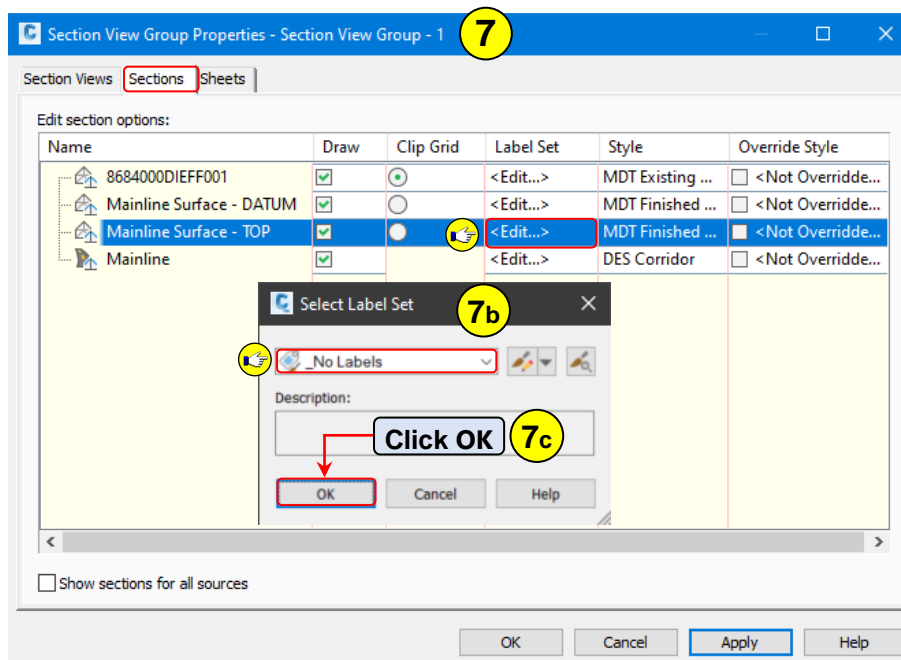 Section View Group Properties - Section View Group - 1
7
Section Views Sections Sheets
Edit section options:
Name Draw Clip Grid Label Set Style Override Style
8684000DIEFF001 <Edit...> MDT Existing ... <Not Overridde...
Mainline Surface - DATUM <Edit...> MDT Finished ... <Not Overridde...
Mainline Surface - TOP <Edit...> MDT Finished ... <Not Overridde...
Mainline <Edit...> DES Corridor <Not Overridde...
Select Label Set
7b
_No Labels
Description:
Click OK 7c
OK Cancel Help
Show sections for all sources
OK Cancel Apply Help